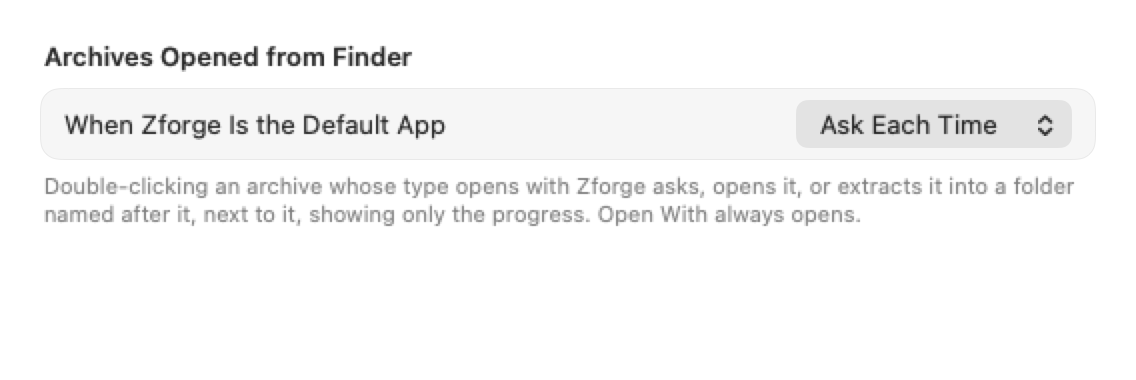 Archives Opened from Finder
When Zforge Is the Default App
Ask Each Time
Double-clicking an archive whose type opens with Zforge asks, opens it, or extracts it into a folder
named after it, next to it, showing only the progress. Open With always opens.